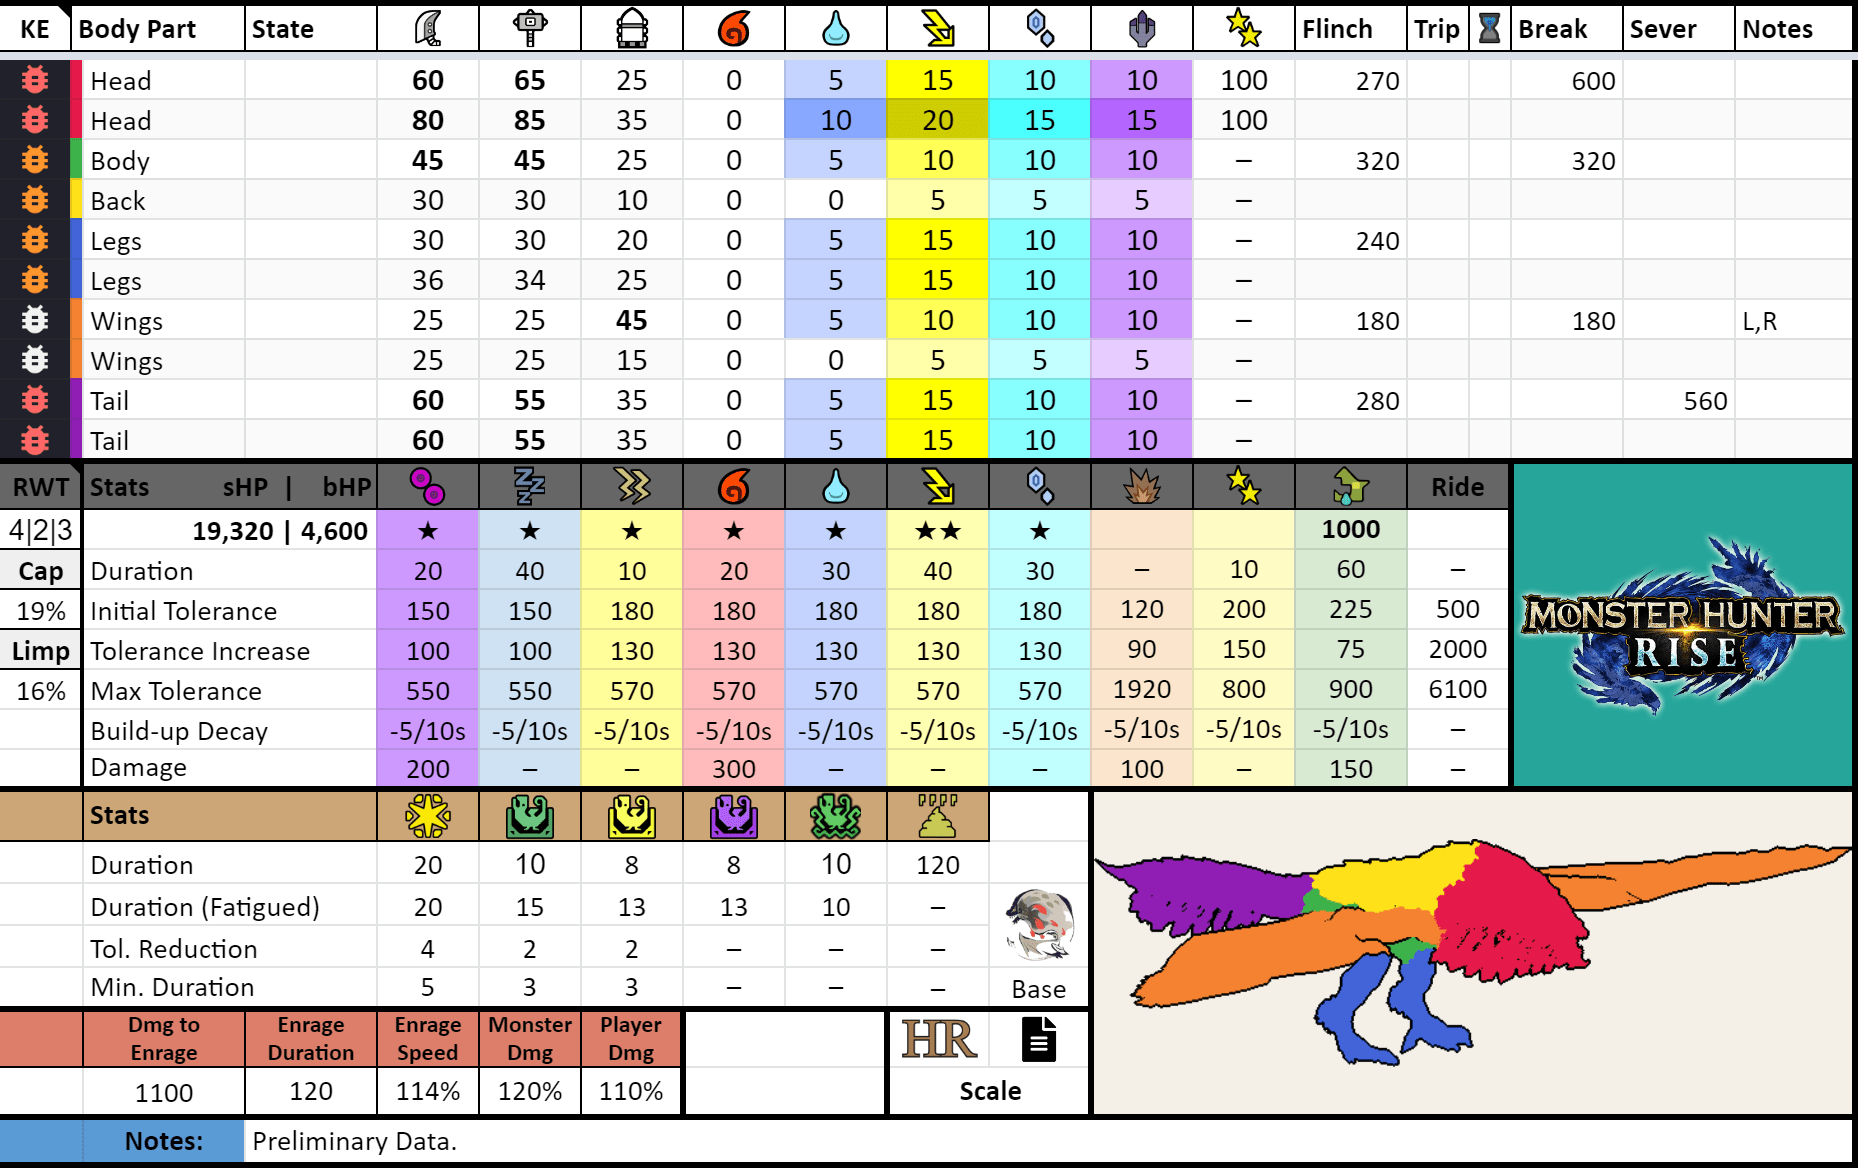 KE Body Part State Flinch Trip Break Sever Notes
Head 60 65 25 0 5 15 10 10 100 270 600
Head 80 85 35 0 10 20 15 15 100
Body 45 45 25 0 5 10 10 10 – 320 320
Back 30 30 10 0 0 5 5 5 –
Legs 30 30 20 0 5 15 10 10 – 240
Legs 36 34 25 0 5 15 10 10 –
Wings 25 25 45 0 5 10 10 10 – 180 180 L,R
Wings 25 25 15 0 0 5 5 5 –
Tail 60 55 35 0 5 15 10 10 – 280 560
Tail 60 55 35 0 5 15 10 10 –
RWT Stats sHP | bHP Ride
4|2|3 19,320 | 4,600 ★ ★ ★ ★ ★ ★★ ★ 1000
Cap Duration 20 40 10 20 30 40 30 – 10 60 –
19% Initial Tolerance 150 150 180 180 180 180 180 120 200 225 500
Limp Tolerance Increase 100 100 130 130 130 130 130 90 150 75 2000
16% Max Tolerance 550 550 570 570 570 570 570 1920 800 900 6100
Build-up Decay -5/10s -5/10s -5/10s -5/10s -5/10s -5/10s -5/10s -5/10s -5/10s -5/10s –
Damage 200 – – 300 – – – 100 – 150 –
MONSTER HUNTER
RISE
Stats
Duration 20 10 8 8 10 120
Duration (Fatigued) 20 15 13 13 10 –
Tol. Reduction 4 2 2 – – –
Min. Duration 5 3 3 – – – Base
Dmg to Enrage Enrage Duration Enrage Speed Monster Dmg Player Dmg HR
1100 120 114% 120% 110% Scale
Notes: Preliminary Data.